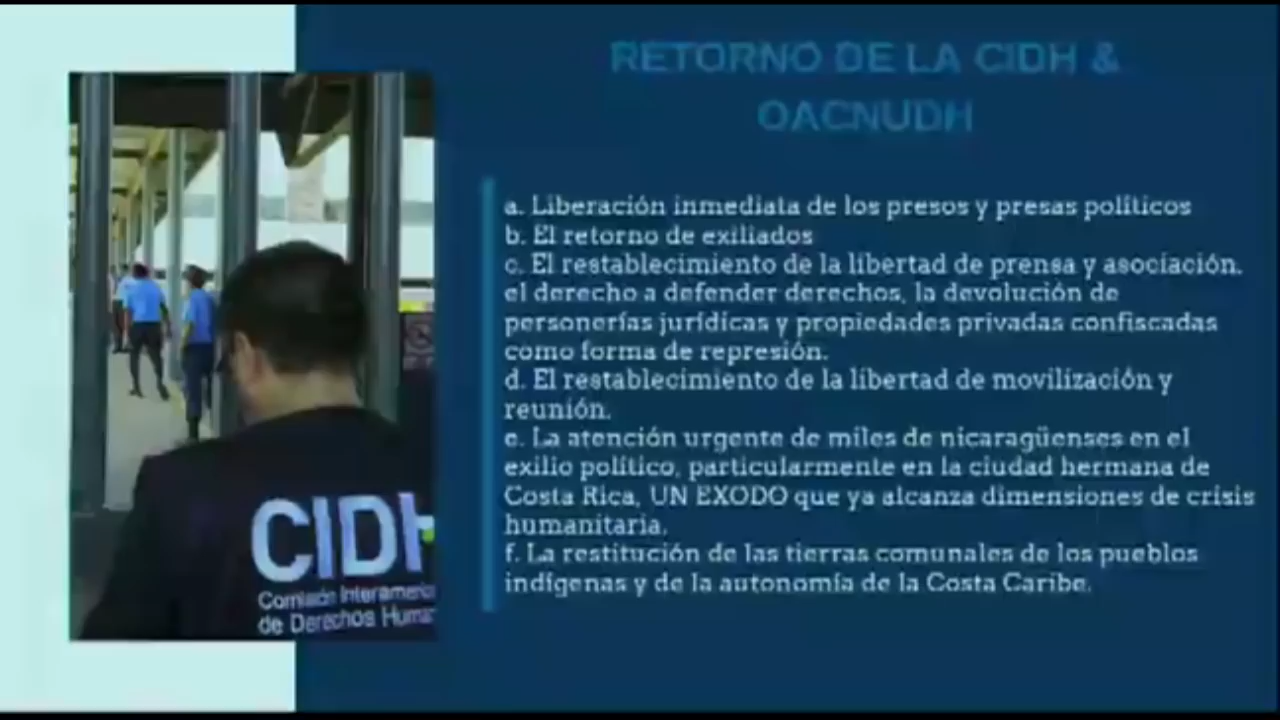 RETORNO DE LA CIDH &
OACNUDH
a. Liberación inmediata de los presos y presas políticos
b. El retorno de exiliados
c. El restablecimiento de la libertad de prensa y asociación,
el derecho a defender derechos, la devolución de
personerías jurídicas y propiedades privadas confiscadas
como forma de represión.
d. El restablecimiento de la libertad de movilización y
reunión.
e. La atención urgente de miles de nicaragüenses en el
exilio político, particularmente en la ciudad hermana de
Costa Rica, UN EXODO que ya alcanza dimensiones de crisis
humanitaria.
f. La restitución de las tierras comunales de los pueblos
indígenas y de la autonomía de la Costa Caribe.
CIDH
Comisión Interamerica
de Derechos Huma